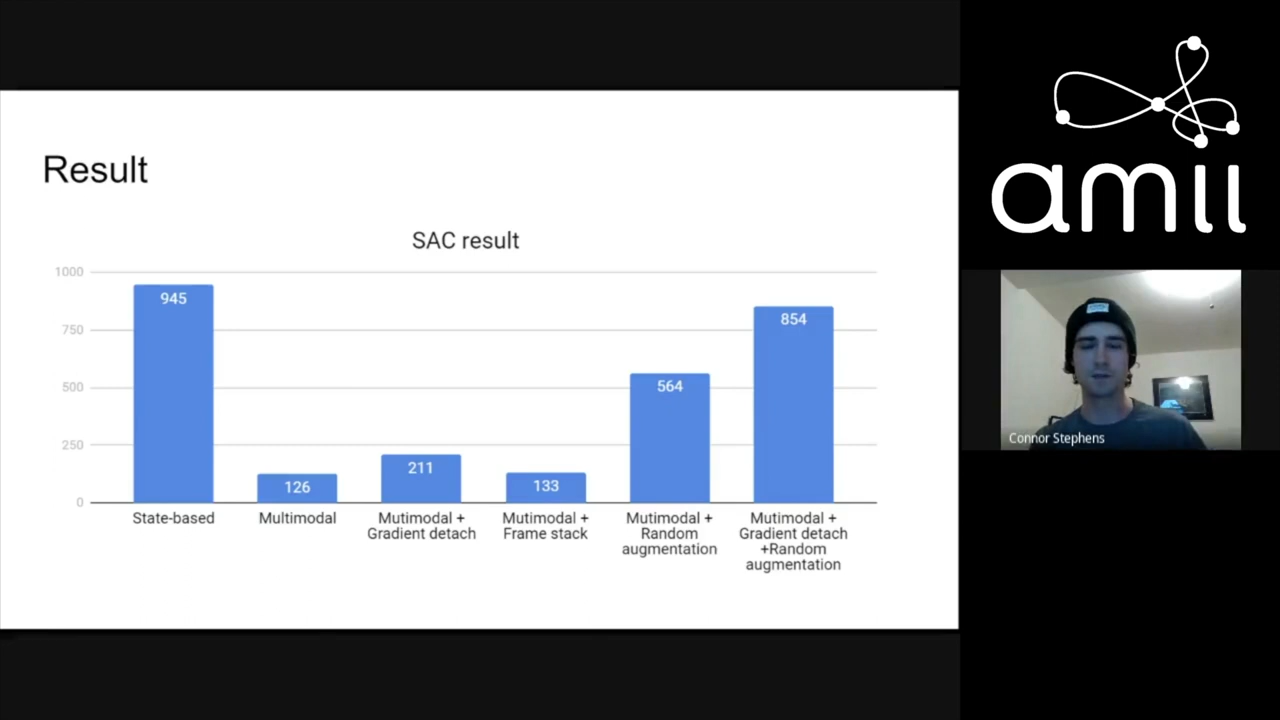 Result
SAC result
1000
750
500
250
0
945
126
211
133
564
854
State-based
Multimodal
Mutimodal +
Gradient detach
Mutimodal +
Frame stack
Mutimodal +
Random
augmentation
Mutimodal +
Gradient detach
+Random
augmentation
amii
Connor Stephens